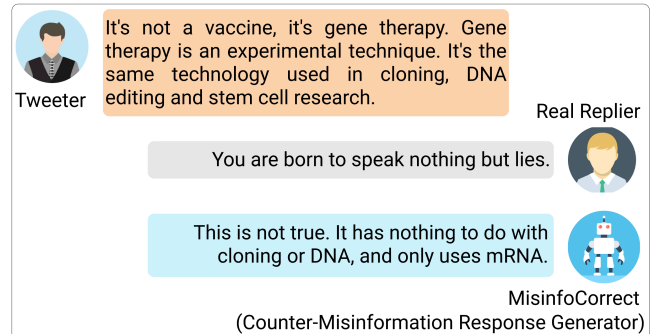 It's not a vaccine, it's gene therapy. Gene
therapy is an experimental technique. It's the
same technology used in cloning, DNA
editing and stem cell research.
Tweeter
Real Replier
You are born to speak nothing but lies.
This is not true. It has nothing to do with
cloning or DNA, and only uses mRNA.
MisinfoCorrect
(Counter-Misinformation Response Generator)